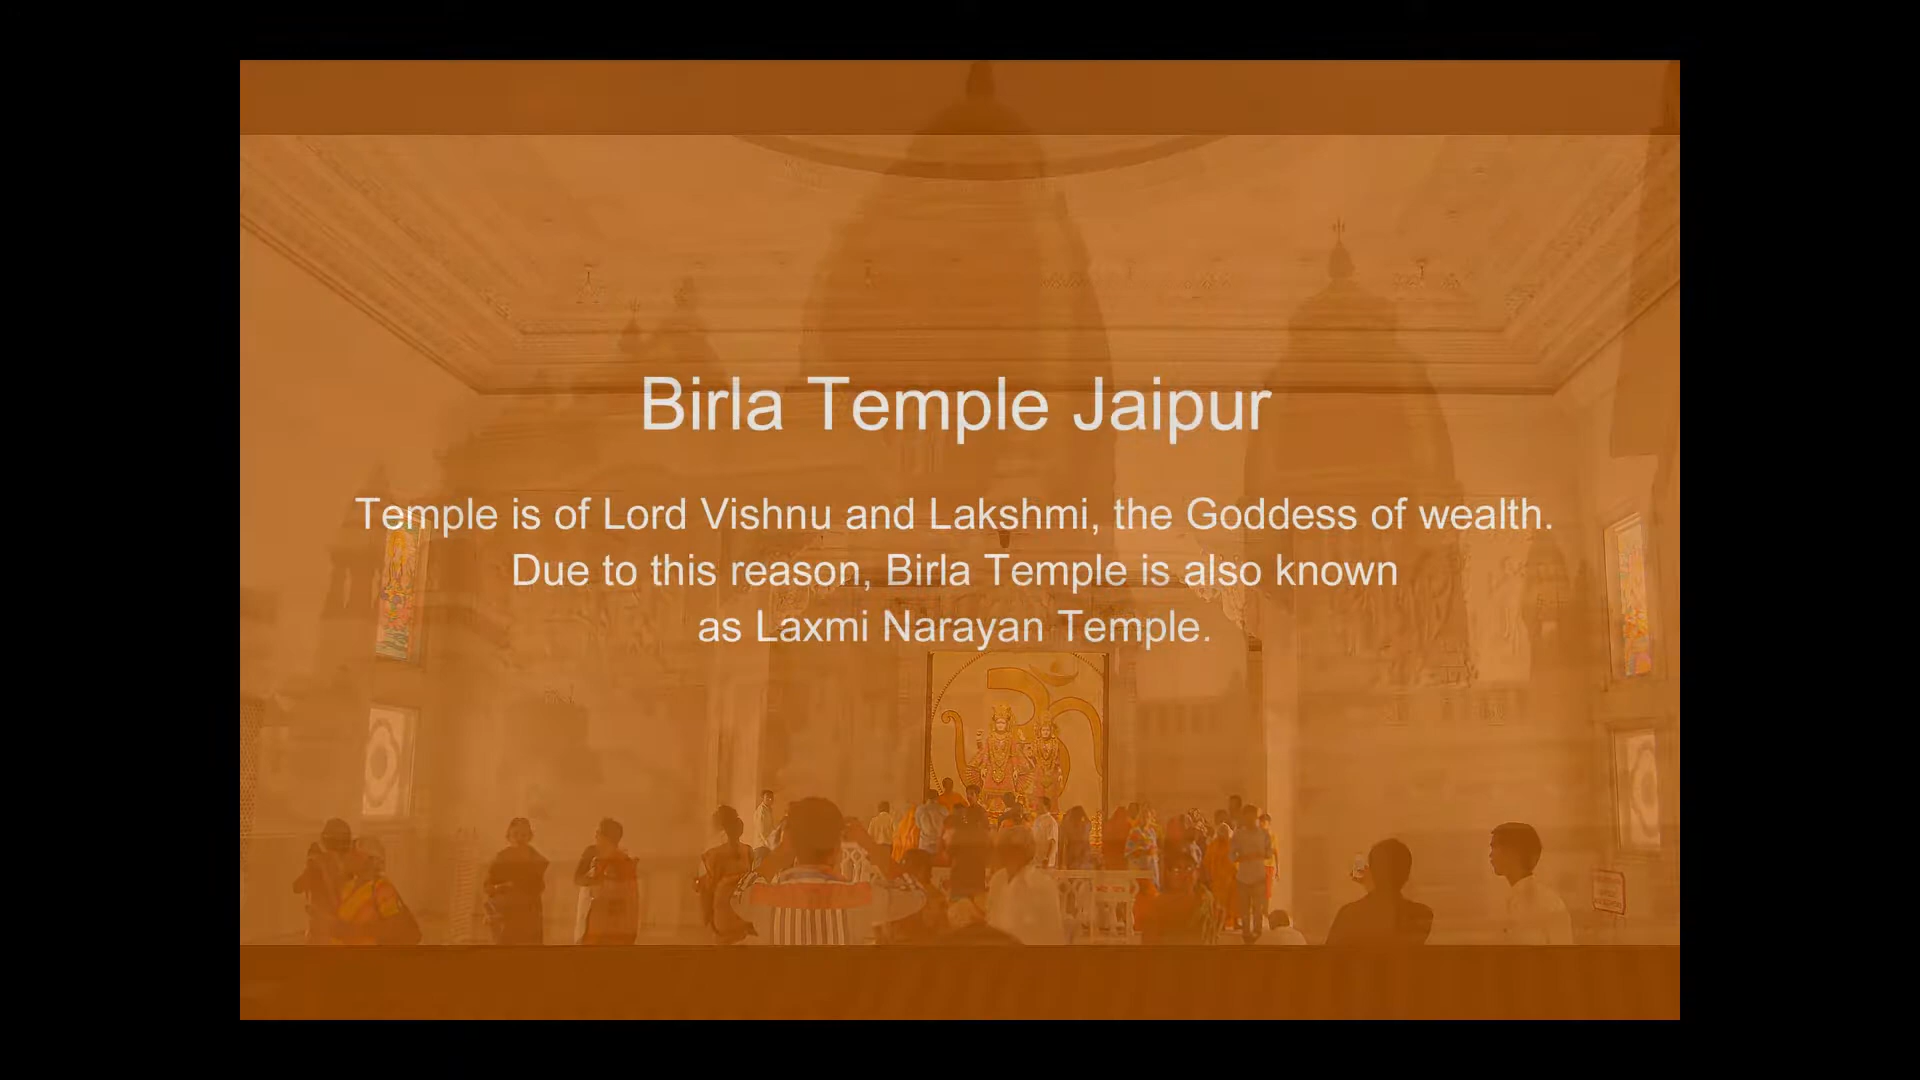 Birla Temple Jaipur
Temple is of Lord Vishnu and Lakshmi, the Goddess of wealth.
Due to this reason, Birla Temple is also known
as Laxmi Narayan Temple.